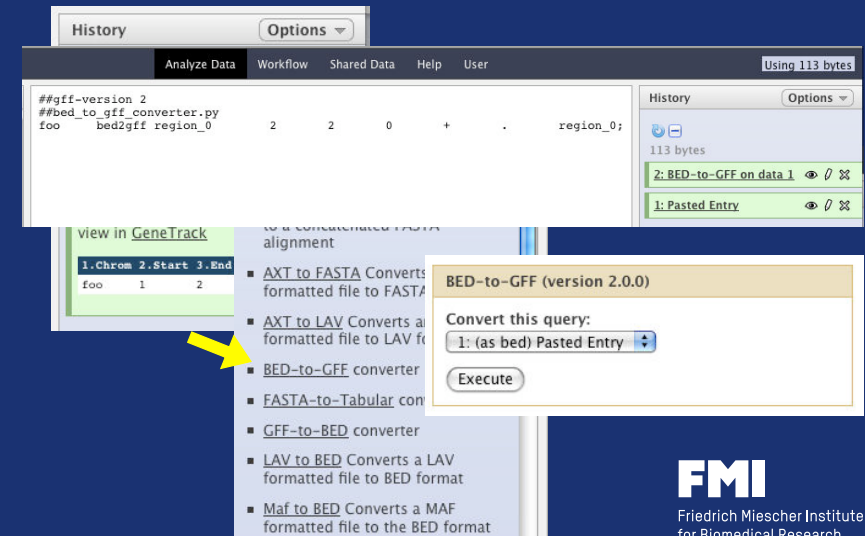 History
Options
Analyze Data Workflow Shared Data Help User
Using 113 bytes
##gff-version 2
##bed_to_gff_converter.py
foo bed2gff region_0 2 2 0 + . region_0;
History
Options
113 bytes
2: BED-to-GFF on data 1
1: Pasted Entry
view in GeneTrack
1.Chrom 2.Start 3.End
foo 1 2
to a concatenated FASTA
alignment
AXT to FASTA Converts
formatted file to FASTA
AXT to LAV Converts a
formatted file to LAV
BED-to-GFF converter
FASTA-to-Tabular
GFF-to-BED converter
LAV to BED Converts a LAV
formatted file to BED format
Maf to BED Converts a MAF
formatted file to the BED format
BED-to-GFF (version 2.0.0)
Convert this query:
1: (as bed) Pasted Entry
Execute
FMI
Friedrich Miescher Institute
for Biomedical Research